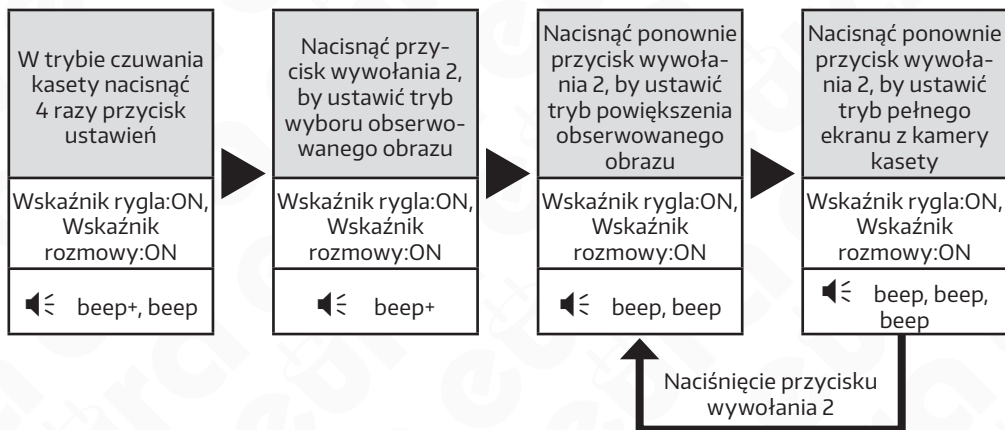 W trybie czuwania
kasety nacisnąć
4 razy przycisk
ustawień
Wskaźnik rygla:ON,
Wskaźnik
rozmowy:ON
beep+, beep
Nacisnąć przy-
cisk wywołania 2,
by ustawić tryb
wyboru obserwo-
wanego obrazu
Wskaźnik rygla:ON,
Wskaźnik
rozmowy:ON
beep+
Nacisnąć ponownie
przycisk wywoła-
nia 2, by ustawić
tryb powiększenia
obserwowanego
obrazu
Wskaźnik rygla:ON,
Wskaźnik
rozmowy:ON
beep, beep
Nacisnąć ponownie
przycisk wywoła-
nia 2, by ustawić
tryb pełnego
ekranu z kamery
kasety
Wskaźnik rygla:ON,
Wskaźnik
rozmowy:ON
beep, beep,
beep
Naciśnięcie przycisku
wywołania 2